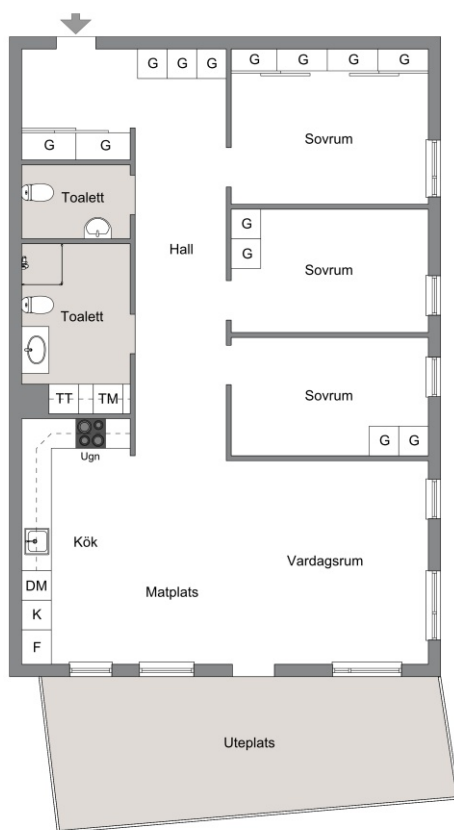 G G G
G G G G
G G
Sovrum
Toalett
G
G
Hall
Sovrum
Toalett
TT TM
Sovrum
G G
Ugn
Kök
Vardagsrum
DM
Matplats
K
F
Uteplats